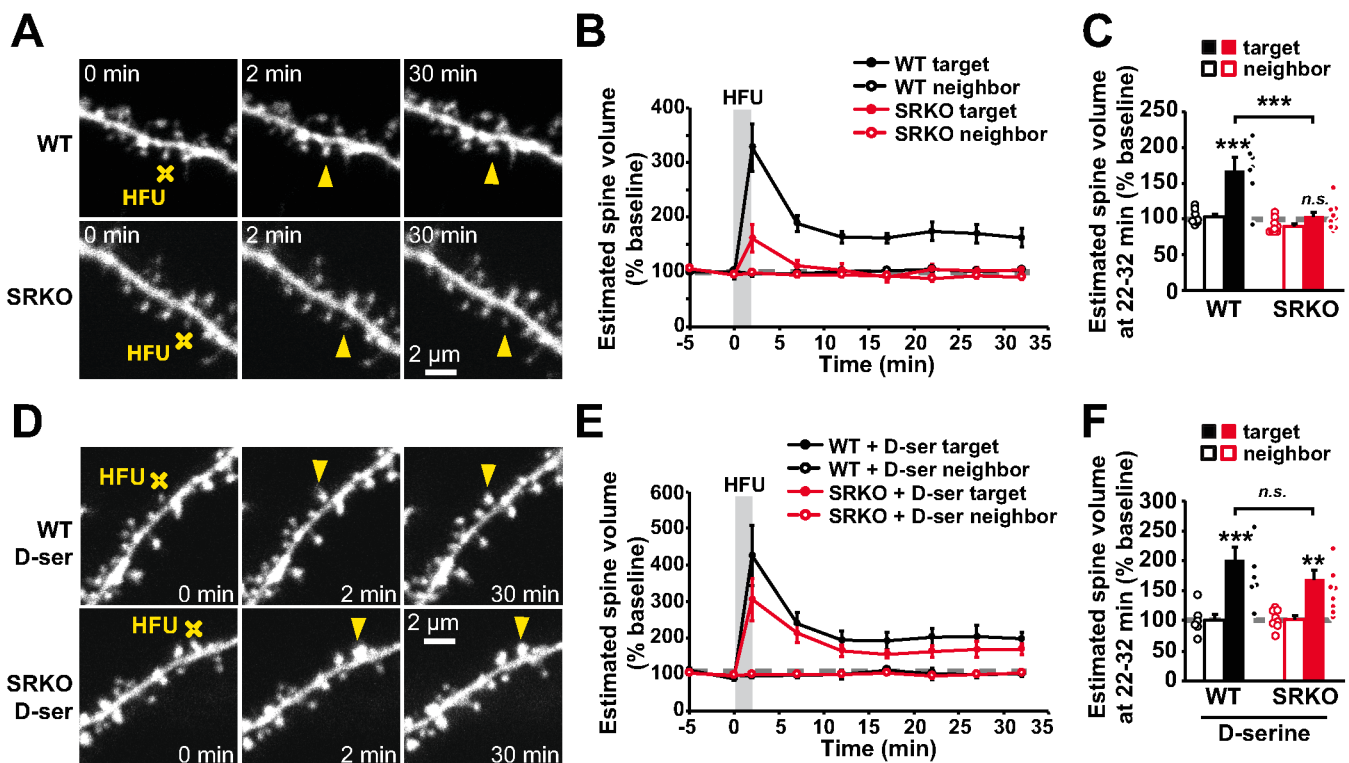 A
0 min
2 min
30 min
WT
HFU
0 min
2 min
30 min
SRKO
HFU
2 µm
B
WT target
WT neighbor
SRKO target
SRKO neighbor
HFU
Estimated spine volume
(% baseline)
400
300
200
100
0
-5
0
5
10
15
20
25
30
35
Time (min)
C
target
neighbor
Estimated spine volume
at 22-32 min (% baseline)
250
200
150
100
50
0
***
***
n.s.
WT
SRKO
D
HFU
WT
D-ser
0 min
2 min
30 min
HFU
2 µm
SRKO
D-ser
0 min
2 min
30 min
E
WT + D-ser target
WT + D-ser neighbor
SRKO + D-ser target
SRKO + D-ser neighbor
HFU
Estimated spine volume
(% baseline)
600
500
400
300
200
100
0
-5
0
5
10
15
20
25
30
35
Time (min)
F
target
neighbor
Estimated spine volume
at 22-32 min (% baseline)
300
250
200
150
100
50
0
n.s.
***
**
WT
SRKO
D-serine